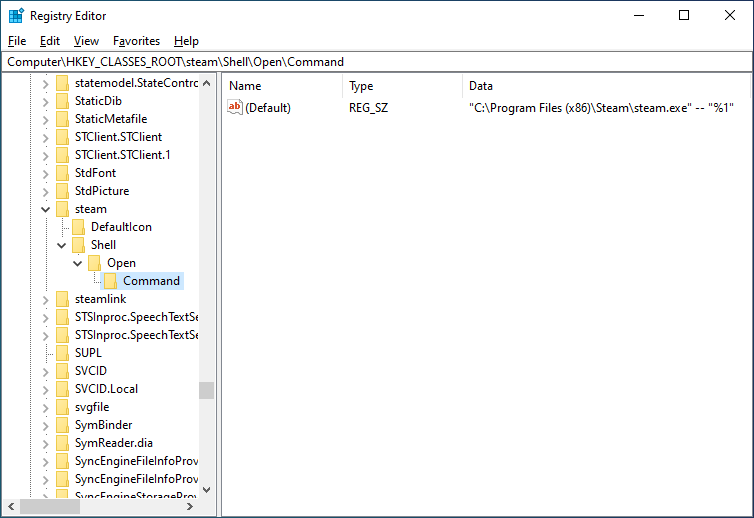 Registry Editor
File Edit View Favorites Help
Computer\HKEY_CLASSES_ROOT\steam\Shell\Open\Command
statemodel.StateContro
StaticDib
StaticMetafile
STClient.STClient
STClient.STClient.1
StdFont
StdPicture
steam
DefaultIcon
Shell
Open
Command
steamlink
STSInproc.SpeechTextSe
STSInproc.SpeechTextSe
SUPL
SVCID
SVCID.Local
svgfile
SymBinder
SymReader.dia
SyncEngineFileInfoProv
SyncEngineFileInfoProv
SyncEngineStorageProv
Name Type Data
ab (Default) REG_SZ "C:\Program Files (x86)\Steam\steam.exe" -- "%1"